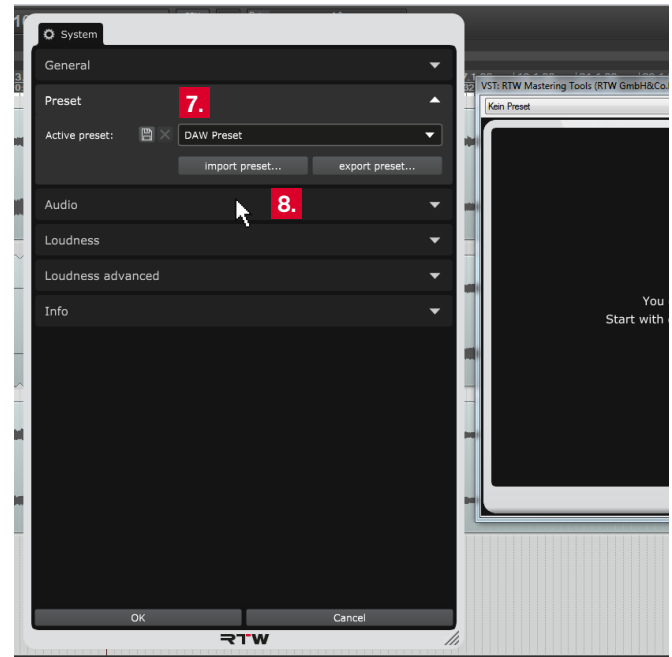 System
General
Preset
7.
Active preset:
DAW Preset
import preset...
export preset...
Audio
8.
Loudness
Loudness advanced
Info
OK
Cancel
RTW
VST: RTW Mastering Tools (RTW GmbH&Co.
Kein Preset
You
Start with